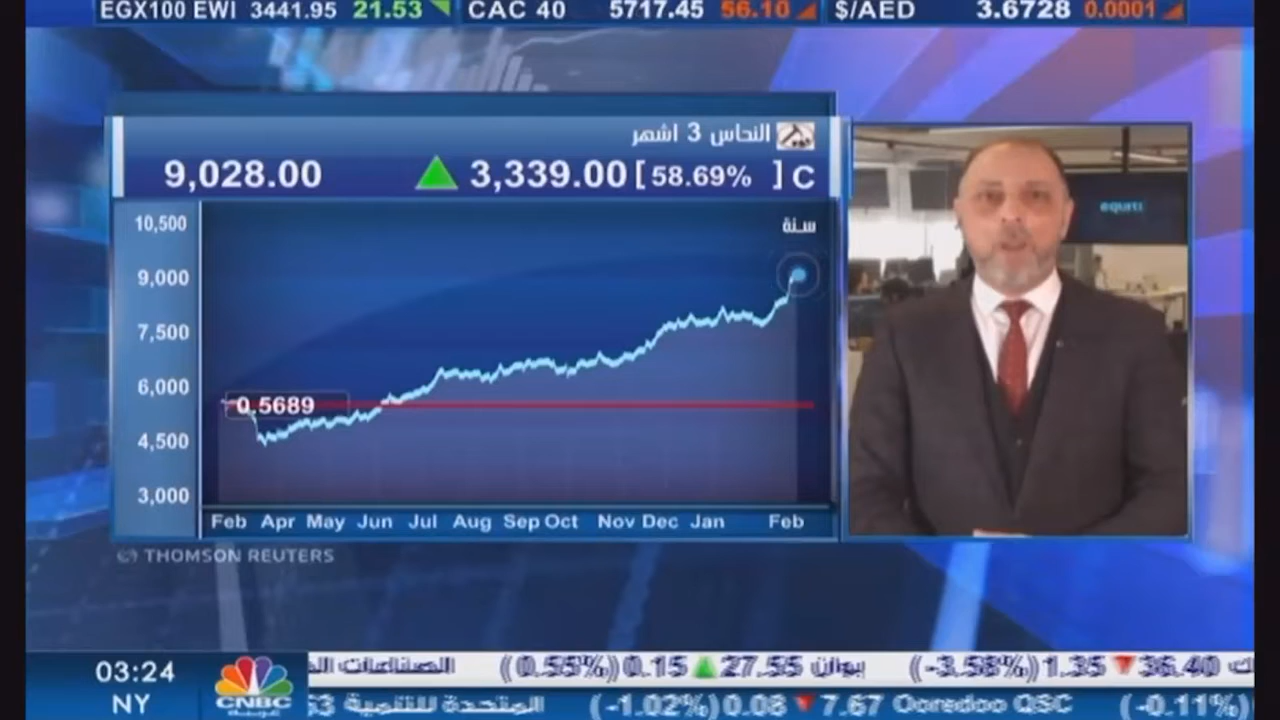 EGX100 EWI 3441.95 21.53 CAC 40 5717.45 56.10 $/AED 3.6728 0.0001
النحاس 3 اشهر
9,028.00 3,339.00 [ 58.69% ] C
سنة
10,500
9,000
7,500
6,000
4,500
3,000
0.5689
Feb Apr May Jun Jul Aug Sep Oct Nov Dec Jan Feb
THOMSON REUTERS
equiti
03:24
NY
CNBC
عربية
بوان 27.55 0.15 (0.55%) الصناعات
36.40 1.35 (-3.58%)
Ooredoo QSC 7.67 0.08 (-1.02%) المتحدة للتنمية
(-0.11%)